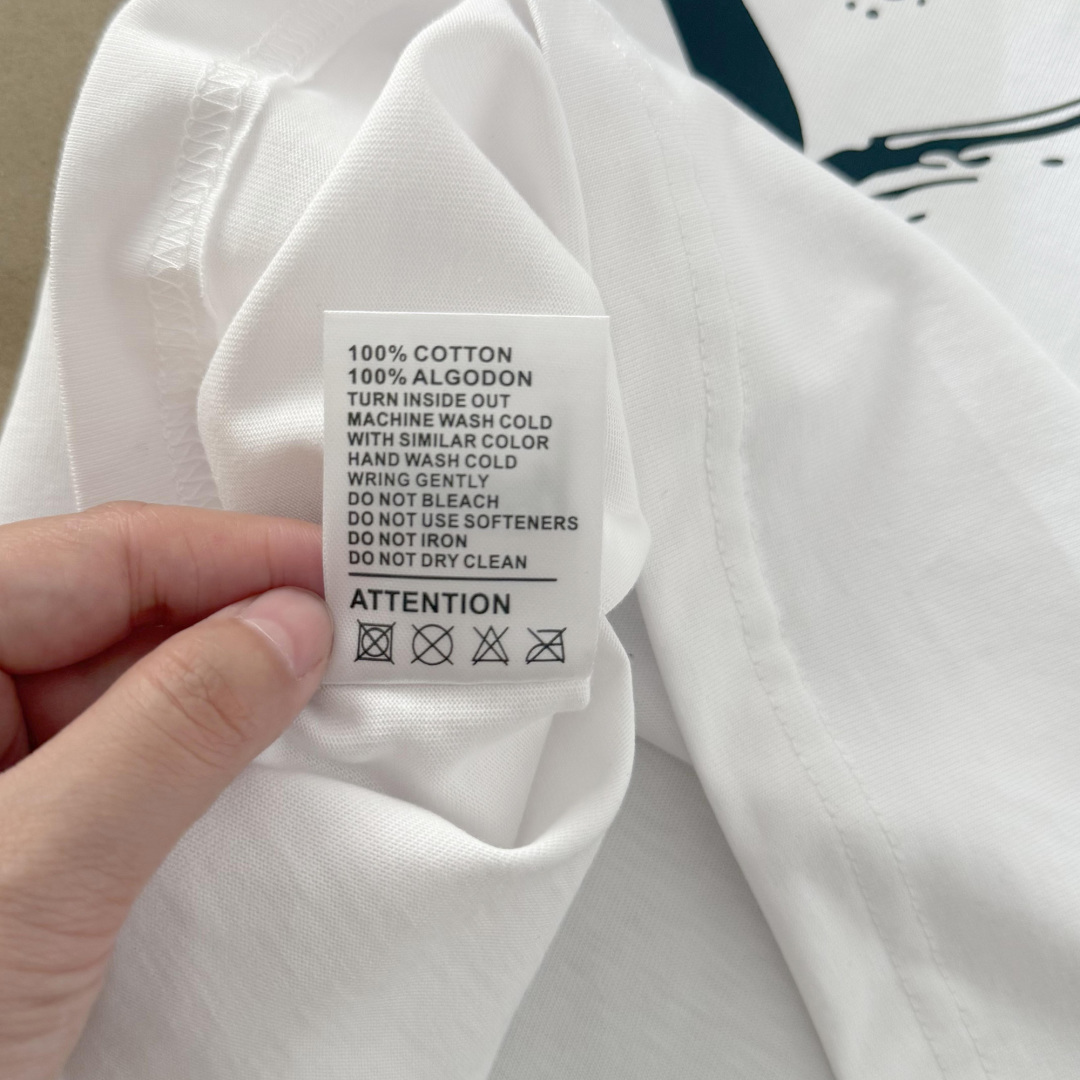 100% COTTON
100% ALGODON
TURN INSIDE OUT
MACHINE WASH COLD
WITH SIMILAR COLOR
HAND WASH COLD
WRING GENTLY
DO NOT BLEACH
DO NOT USE SOFTENERS
DO NOT IRON
DO NOT DRY CLEAN
ATTENTION